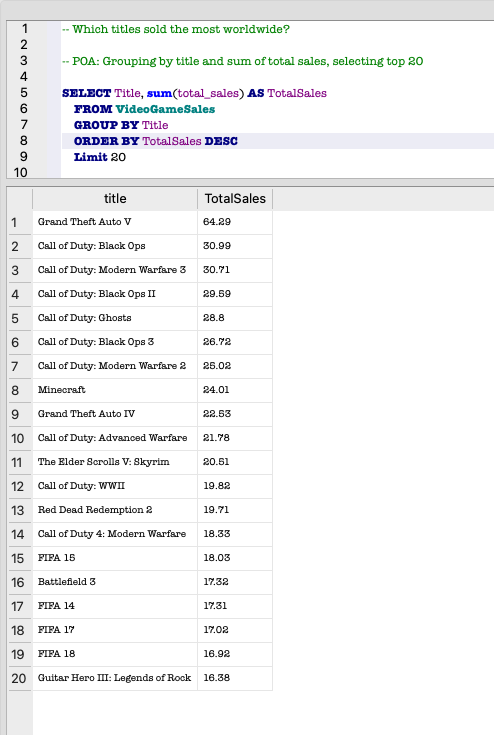 1 -- Which titles sold the most worldwide?
2
3 -- POA: Grouping by title and sum of total sales, selecting top 20
4
5 SELECT Title, sum(total_sales) AS TotalSales
6 FROM VideoGameSales
7 GROUP BY Title
8 ORDER BY TotalSales DESC
9 Limit 20
10
title TotalSales
1 Grand Theft Auto V 64.29
2 Call of Duty: Black Ops 30.99
3 Call of Duty: Modern Warfare 3 30.71
4 Call of Duty: Black Ops II 29.59
5 Call of Duty: Ghosts 28.8
6 Call of Duty: Black Ops 3 26.72
7 Call of Duty: Modern Warfare 2 25.02
8 Minecraft 24.01
9 Grand Theft Auto IV 22.53
10 Call of Duty: Advanced Warfare 21.78
11 The Elder Scrolls V: Skyrim 20.51
12 Call of Duty: WWII 19.82
13 Red Dead Redemption 2 19.71
14 Call of Duty 4: Modern Warfare 18.33
15 FIFA 15 18.03
16 Battlefield 3 17.32
17 FIFA 14 17.31
18 FIFA 17 17.02
19 FIFA 18 16.92
20 Guitar Hero III: Legends of Rock 16.38